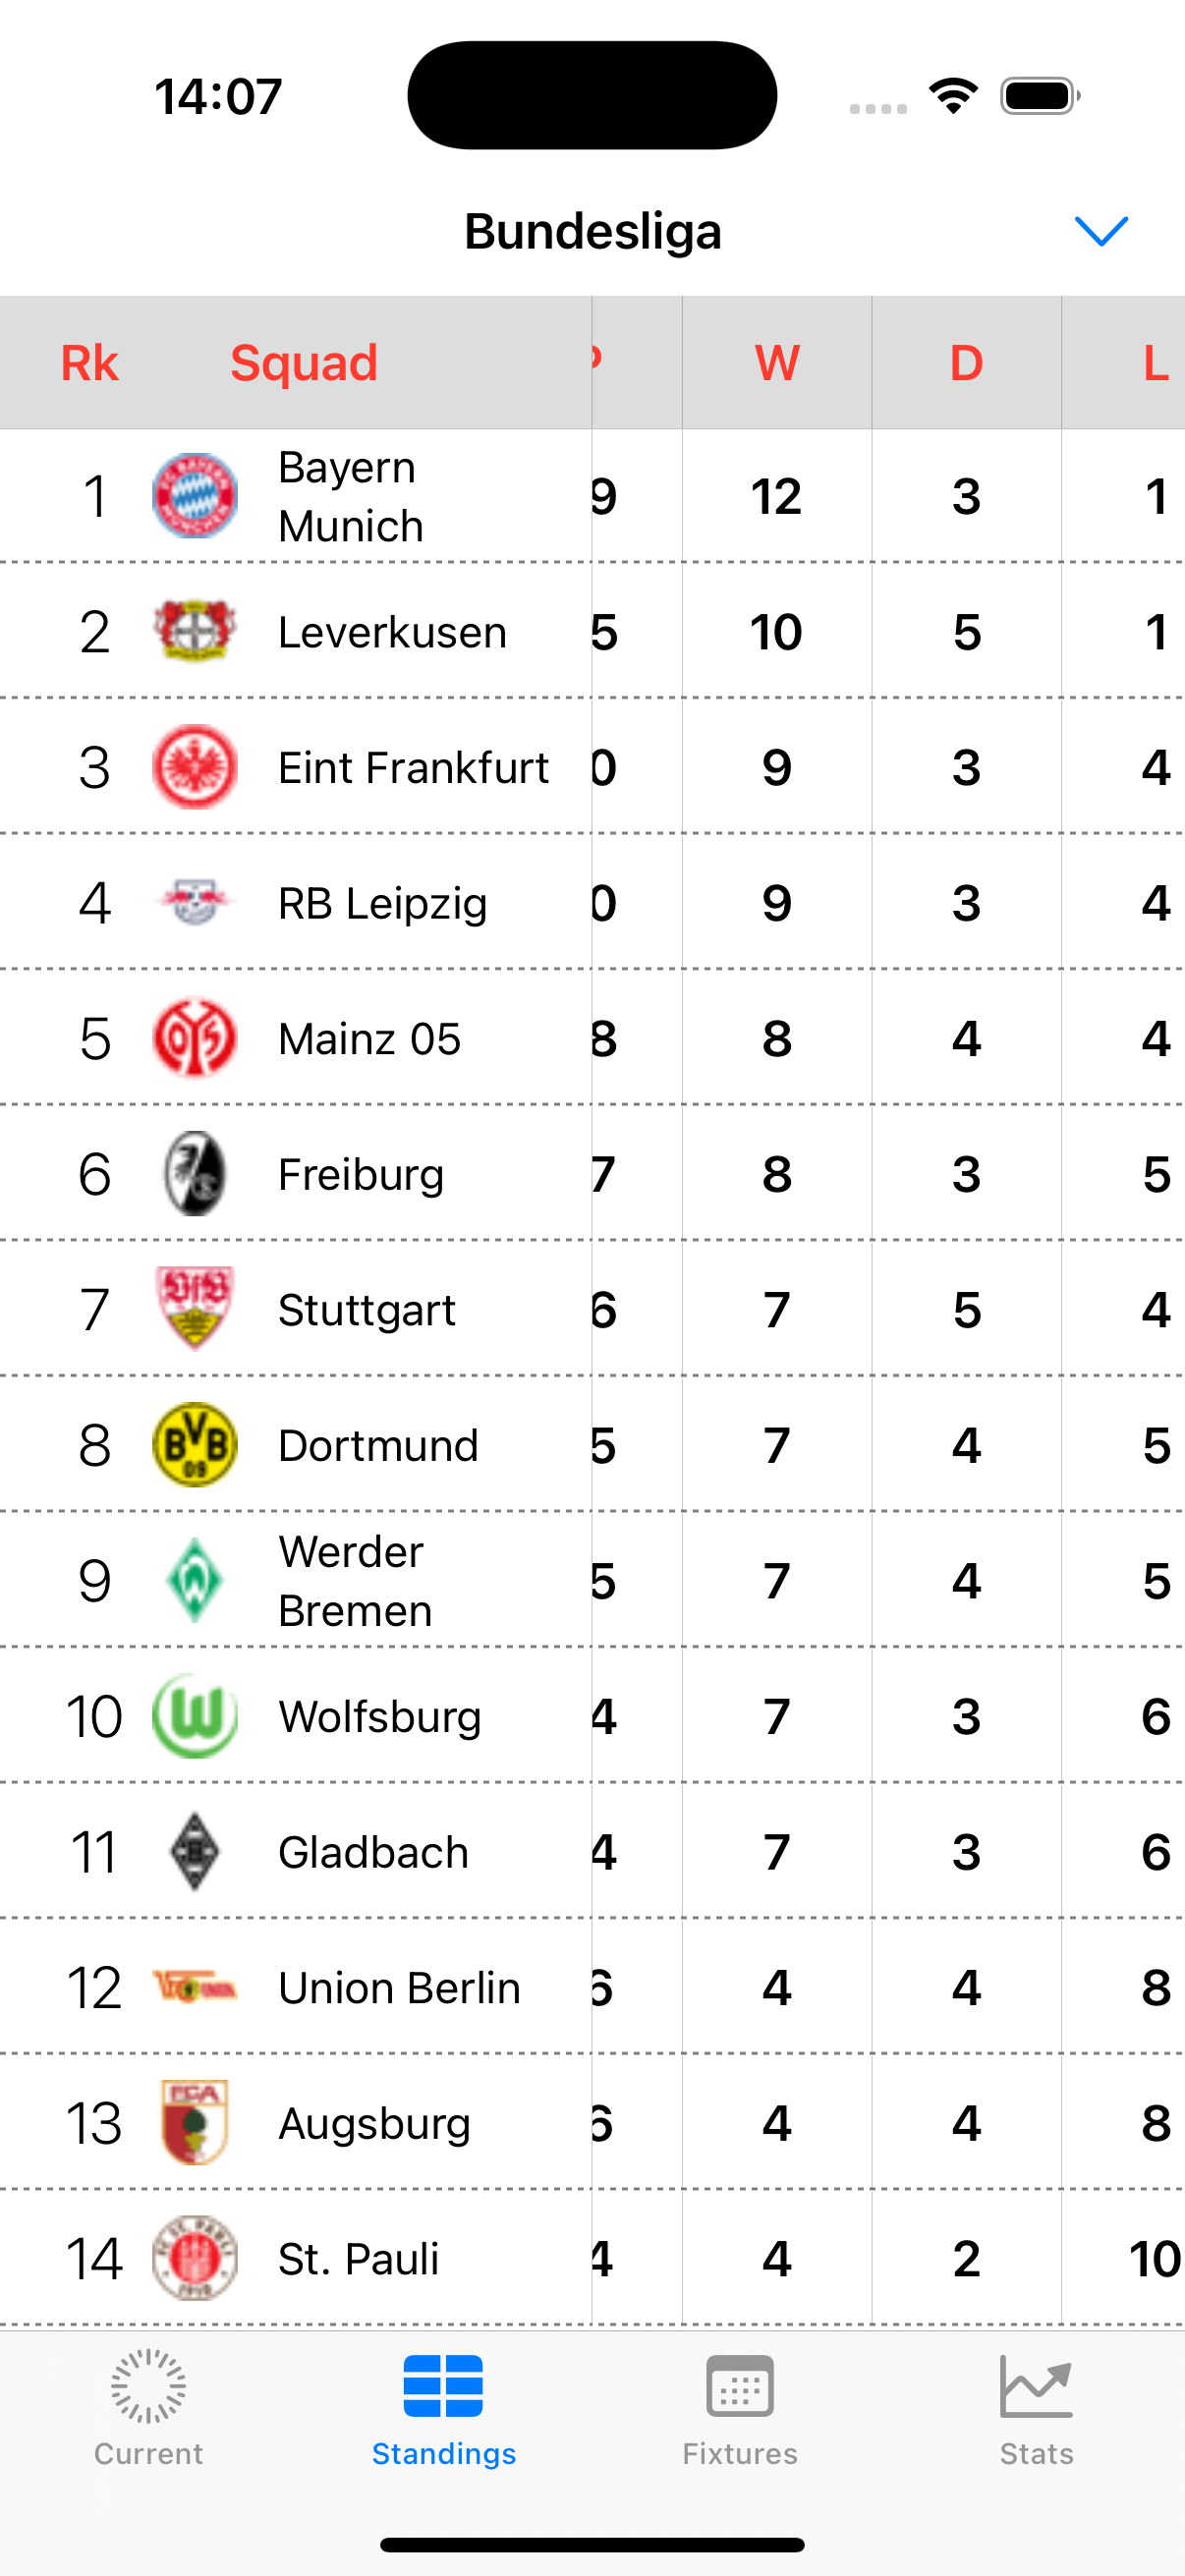 14:07
Bundesliga
Rk Squad P W D L
1 Bayern Munich 9 12 3 1
2 Leverkusen 5 10 5 1
3 Eint Frankfurt 0 9 3 4
4 RB Leipzig 0 9 3 4
5 Mainz 05 8 8 4 4
6 Freiburg 7 8 3 5
7 Stuttgart 6 7 5 4
8 BVB 09 Dortmund 5 7 4 5
9 Werder Bremen 5 7 4 5
10 Wolfsburg 4 7 3 6
11 Gladbach 4 7 3 6
12 Union Berlin 6 4 4 8
13 FCA Augsburg 6 4 4 8
14 St. Pauli 4 4 2 10
Current Standings Fixtures Stats